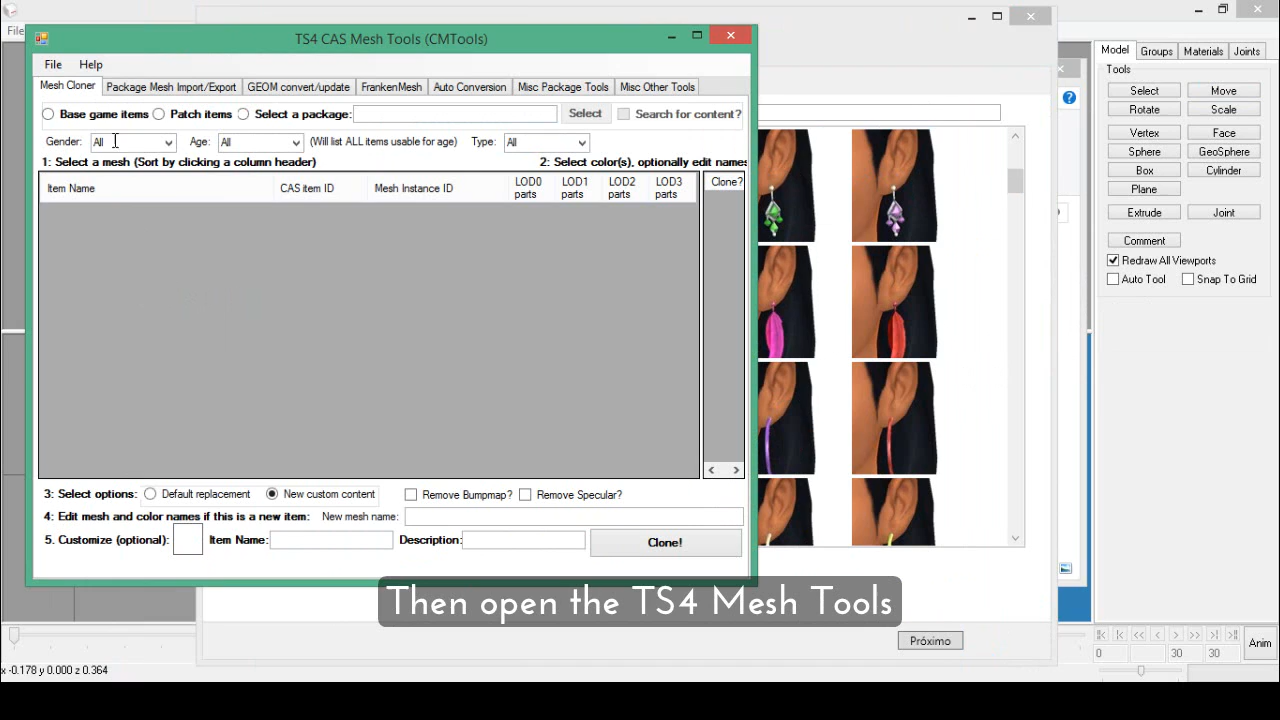 TS4 CAS Mesh Tools (CMTools)
File
File Help
Mesh Cloner Package Mesh Import/Export GEOM convert/update FrankenMesh Auto Conversion Misc Package Tools Misc Other Tools
Base game items Patch items Select a package: Select Search for content?
Gender: All Age: All (Will list ALL items usable for age) Type: All
1: Select a mesh (Sort by clicking a column header) 2: Select color(s), optionally edit names
Item Name CAS item ID Mesh Instance ID LOD0 parts LOD1 parts LOD2 parts LOD3 parts Clone?
3: Select options: Default replacement New custom content Remove Bumpmap? Remove Specular?
4: Edit mesh and color names if this is a new item: New mesh name:
5. Customize (optional): Item Name: Description: Clone!
Then open the TS4 Mesh Tools
Próximo
Model Groups Materials Joints
Tools
Select Move
Rotate Scale
Vertex Face
Sphere GeoSphere
Box Cylinder
Plane
Extrude Joint
Comment
Redraw All Viewports
Auto Tool Snap To Grid
0 30 30 Anim
x -0.178 y 0.000 z 0.364